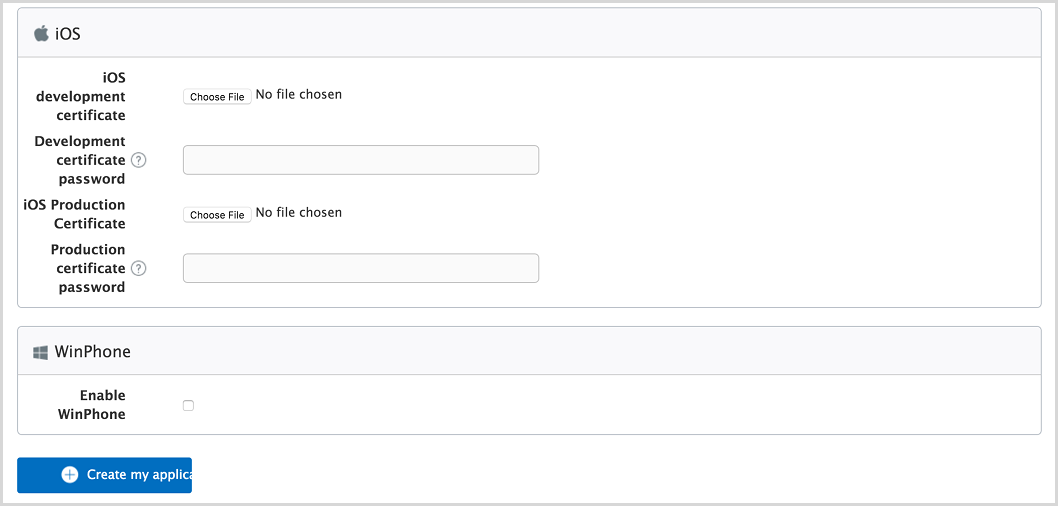 iOS
iOS
development
certificate
Choose File No file chosen
Development
certificate ?
password
iOS Production
Certificate
Choose File No file chosen
Production
certificate ?
password
WinPhone
Enable
WinPhone
Create my applica